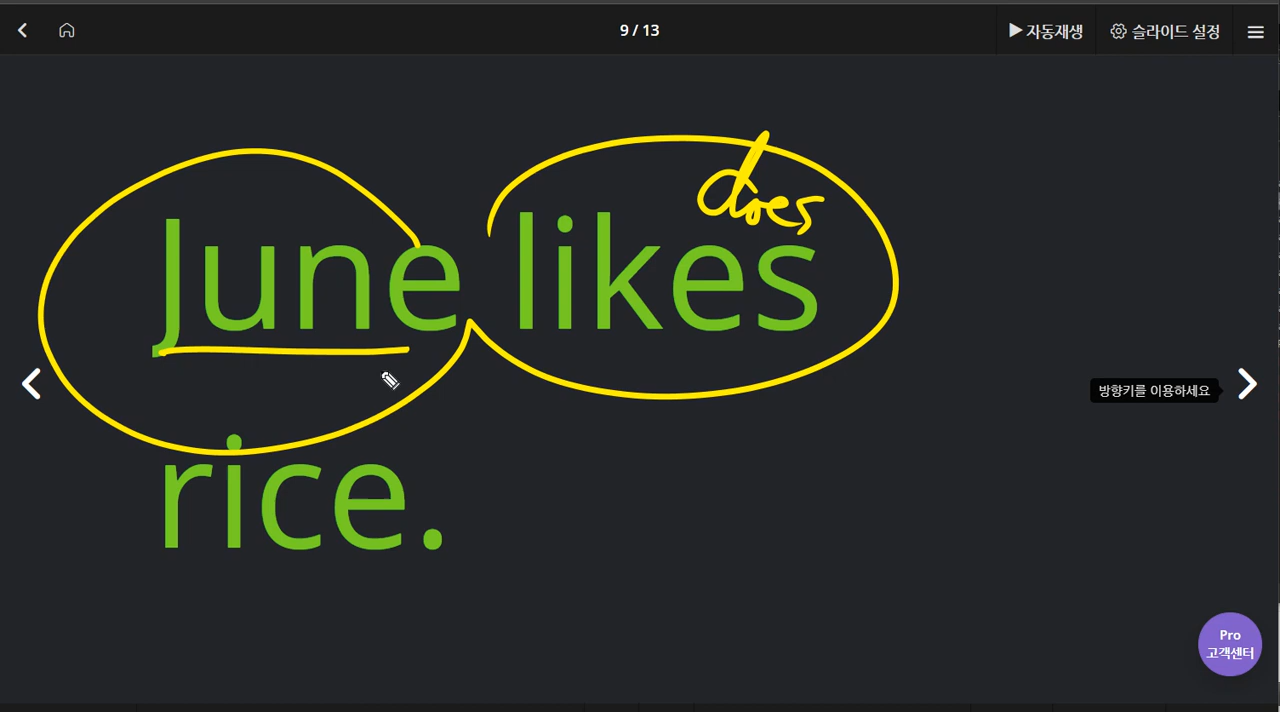 9 / 13
▶ 자동재생
슬라이드 설정
does
June likes
rice.
방향키를 이용하세요
Pro
고객센터